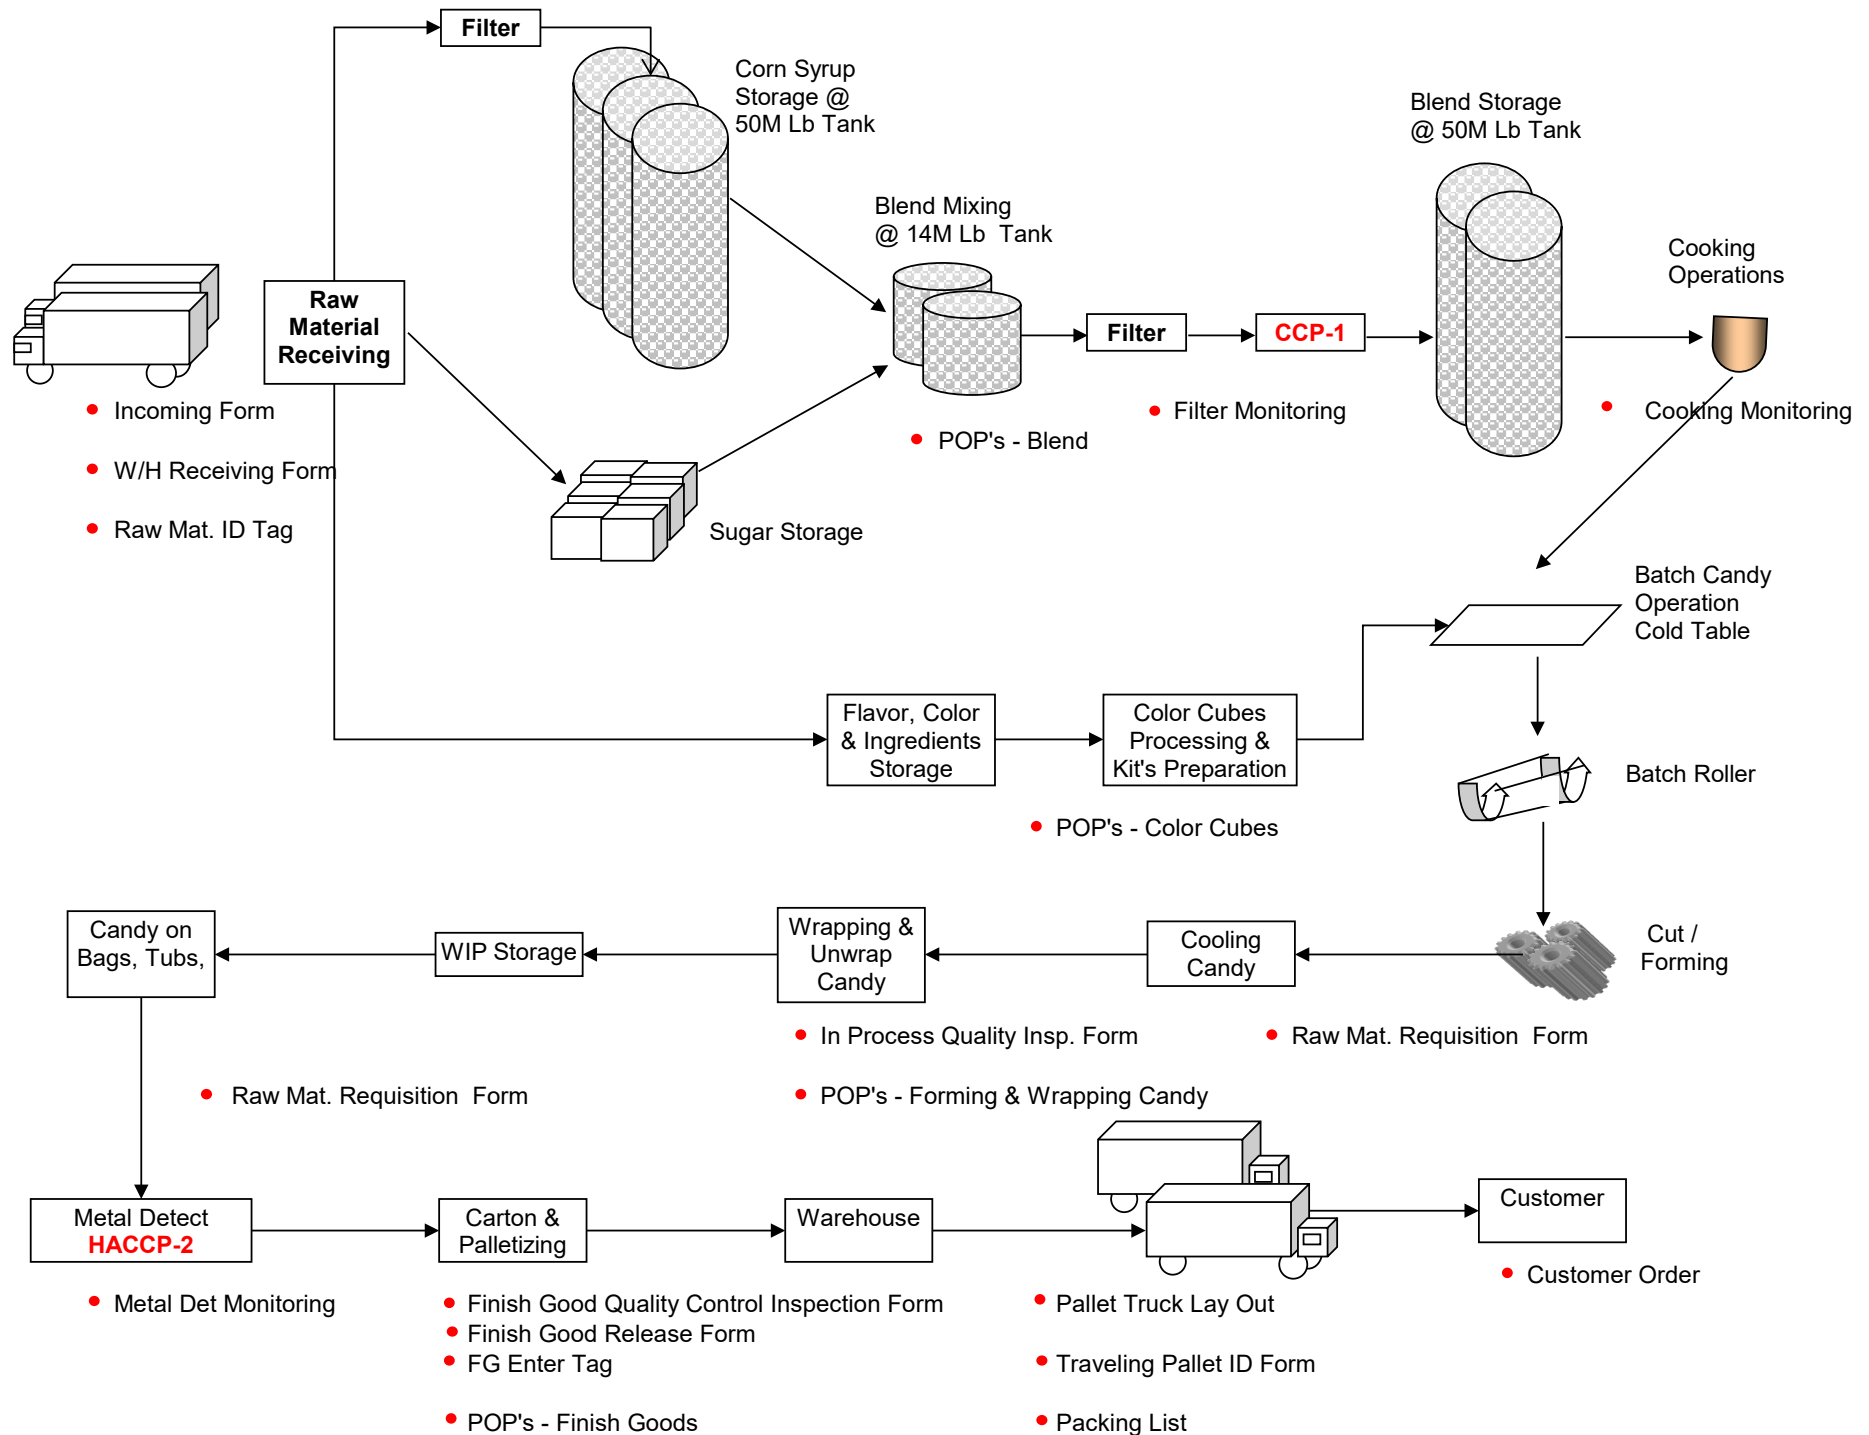 Filter
Corn Syrup
Storage @
50M Lb Tank
Blend Storage
@ 50M Lb Tank
Blend Mixing
@ 14M Lb  Tank
Cooking
Operations
Raw
Material
Receiving
Filter
CCP-1
• Incoming Form
• W/H Receiving Form
• Raw Mat. ID Tag
• POP's - Blend
• Filter Monitoring
• Cooking Monitoring
Sugar Storage
Batch Candy
Operation
Cold Table
Flavor, Color
& Ingredients
Storage
Color Cubes
Processing &
Kit's Preparation
• POP's - Color Cubes
Batch Roller
Cut /
Forming
Cooling
Candy
Wrapping &
Unwrap
Candy
WIP Storage
Candy on
Bags, Tubs,
• In Process Quality Insp. Form
• Raw Mat. Requisition  Form
• Raw Mat. Requisition  Form
• POP's - Forming & Wrapping Candy
Metal Detect
HACCP-2
Carton &
Palletizing
Warehouse
Customer
• Metal Det Monitoring
• Finish Good Quality Control Inspection Form
• Finish Good Release Form
• FG Enter Tag
• POP's - Finish Goods
• Pallet Truck Lay Out
• Traveling Pallet ID Form
• Packing List
• Customer Order